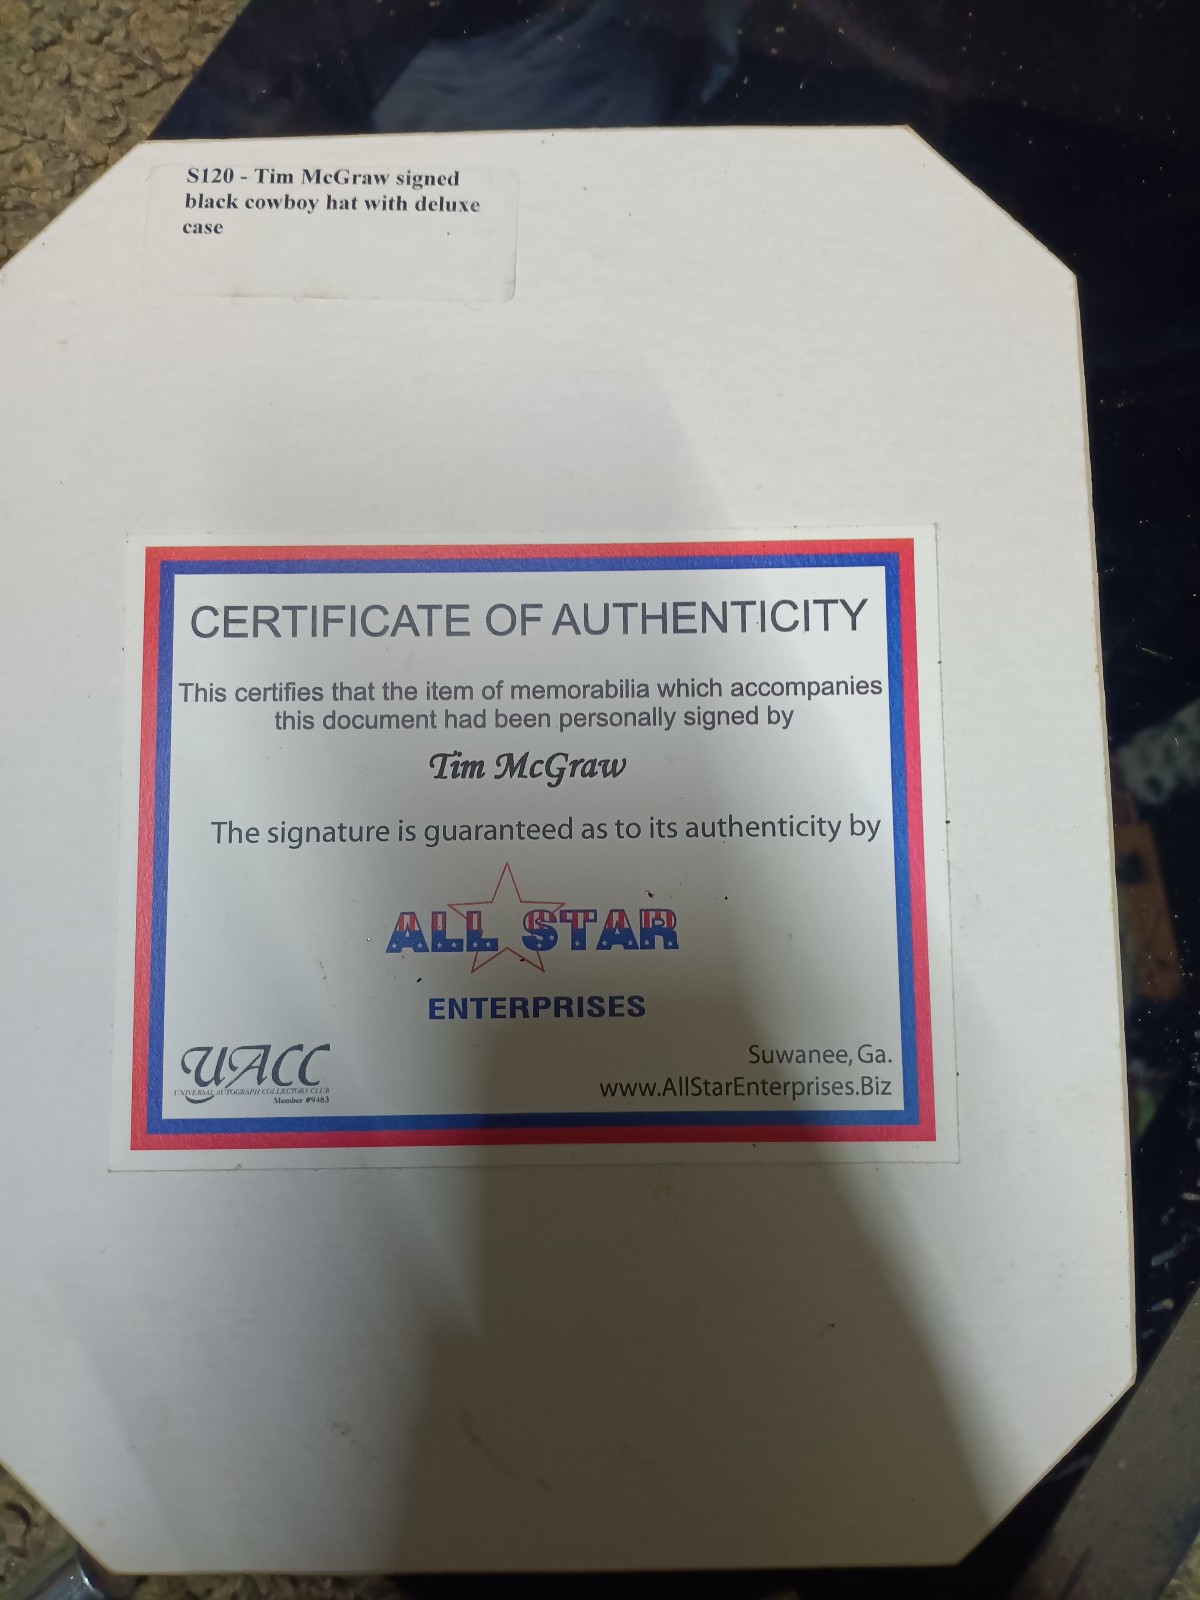 S120 - Tim McGraw signed
black cowboy hat with deluxe
case
CERTIFICATE OF AUTHENTICITY
This certifies that the item of memorabilia which accompanies
this document had been personally signed by
Tim McGraw
The signature is guaranteed as to its authenticity by
ALL STAR
ENTERPRISES
UACC
UNIVERSAL AUTOGRAPH COLLECTORS CLUB
Member #9483
Suwanee, Ga.
www.AllStarEnterprises.Biz